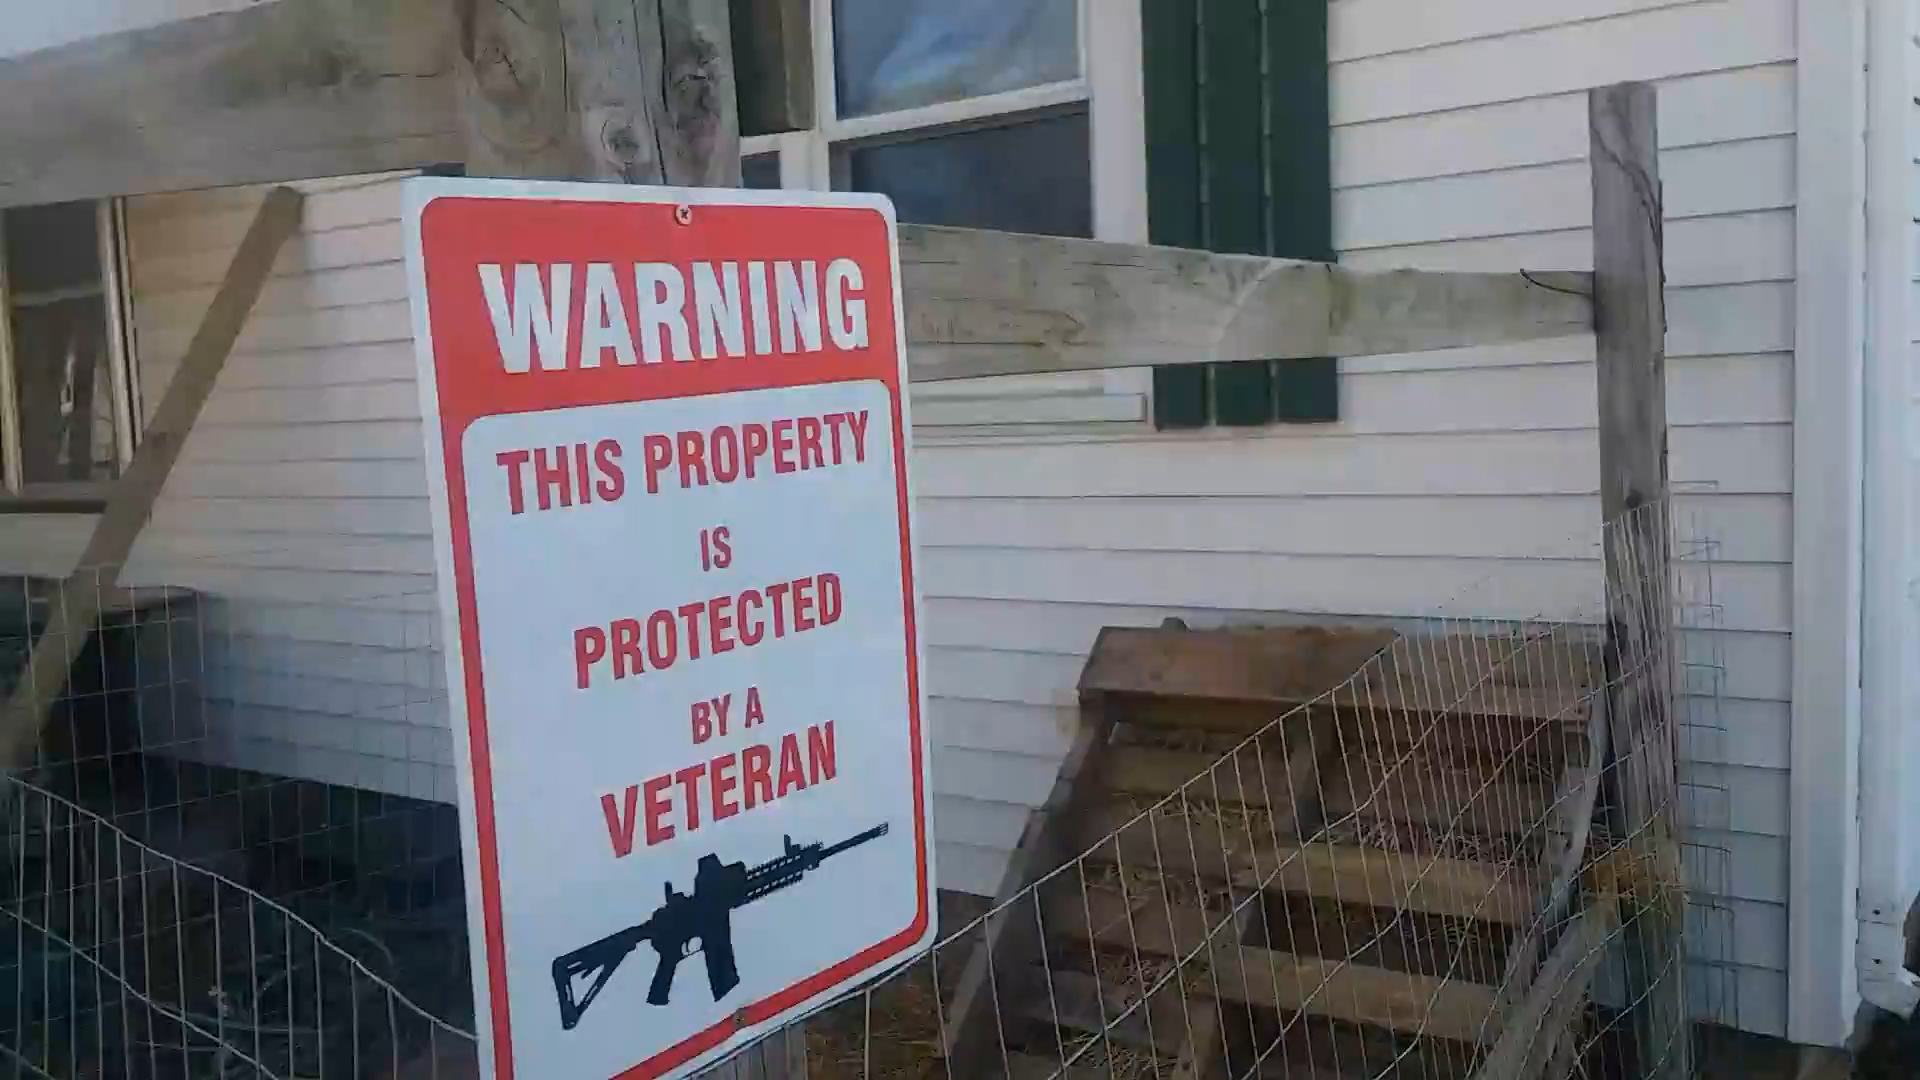 WARNING
THIS PROPERTY
IS
PROTECTED
BY A
VETERAN